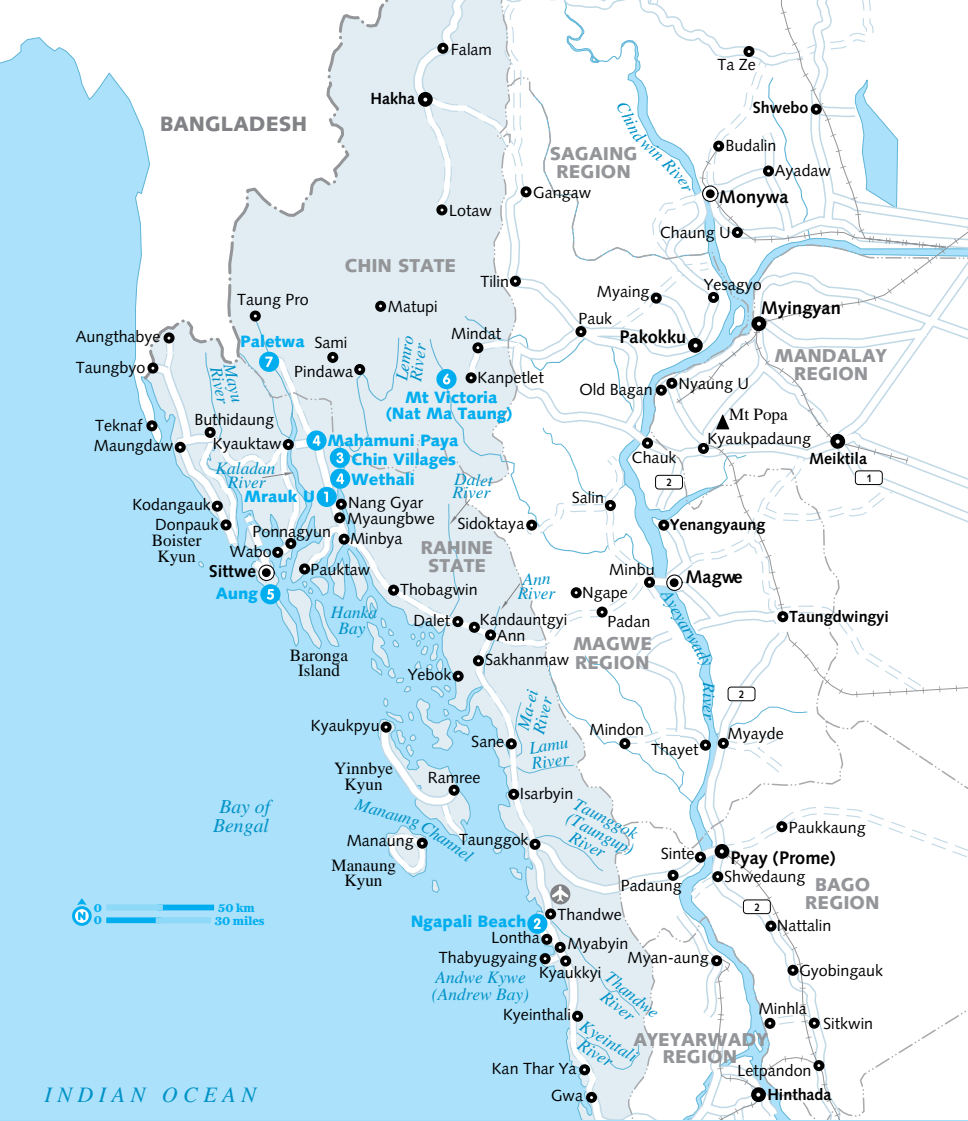 Falam
Ta Ze
Hakha
Shwebo
BANGLADESH
Chindwin River
Budalin
SAGAING
REGION
Ayadaw
Gangaw
Monywa
Lotaw
Chaung U
CHIN STATE
Tilin
Yesagyo
Myaing
Taung Pro
Matupi
Myingyan
Pauk
Aungthabye
Mindat
Pakokku
Paletwa
Sami
Lemro
River
MANDALAY
REGION
Taungbyo
7
Pindawa
6
Kanpetlet
Mayu
River
Mt Victoria
(Nat Ma Taung)
Old Bagan
Nyaung U
Mt Popa
Teknaf
Buthidaung
Maungdaw
Kyauktaw
4
Mahamuni Paya
Kyaukpadaung
3
Chin Villages
Chauk
Meiktila
Kaladan
River
4
Wethali
Dalet
River
2
1
Mrauk U
1
Nang Gyar
Salin
Kodangauk
Myaungbwe
Donpauk
Ponnagyun
Sidoktaya
Yenangyaung
Boister
Kyun
Minbya
Wabo
RAHINE
STATE
Sittwe
Pauktaw
Minbu
Magwe
Aung
5
Thobagwin
Ann
River
Ngape
Hanka
Bay
Dalet
Kandauntgyi
Padan
Taungdwingyi
Ann
Ayeyarwady River
MAGWE
REGION
Baronga
Island
Sakhanmaw
Yebok
2
Ma-ei
River
Kyaukpyu
Mindon
Myayde
Sane
Thayet
Lamu
River
Yinnbye
Kyun
Ramree
Isarbyin
Bay of
Bengal
Manaung Channel
Taunggok
(Taungup)
River
Paukkaung
Manaung
Taunggok
Sinte
Pyay (Prome)
Manaung
Kyun
Padaung
Shwedaung
BAGO
REGION
N
0
50 km
0
30 miles
2
Ngapali Beach
2
Thandwe
Nattalin
Lontha
Myabyin
Thabyugyaing
Myan-aung
Kyaukkyi
Gyobingauk
Andwe Kywe
(Andrew Bay)
Thandwe
River
Kyeinthali
Minhla
Sitkwin
Kyeintali
River
AYEYARWADY
REGION
Kan Thar Ya
Letpandon
INDIAN OCEAN
Gwa
Hinthada